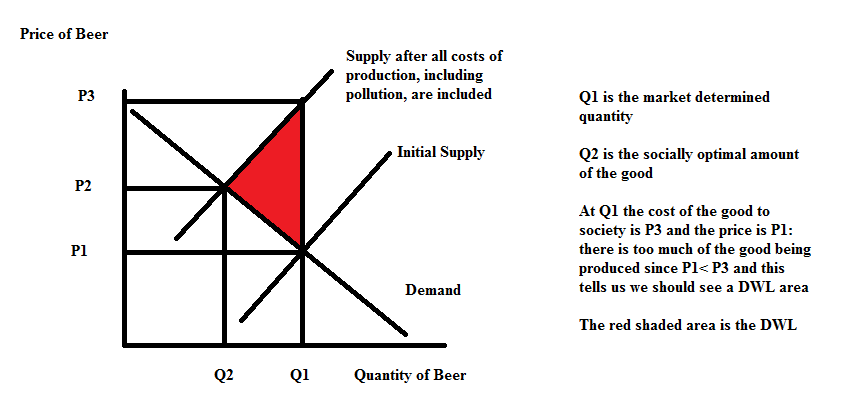 Price of Beer
Supply after all costs of
production, including
pollution, are included
P3
Initial Supply
P2
P1
Demand
Q2
Q1
Quantity of Beer
Q1 is the market determined
quantity
Q2 is the socially optimal amount
of the good
At Q1 the cost of the good to
society is P3 and the price is P1:
there is too much of the good being
produced since P1< P3 and this
tells us we should see a DWL area
The red shaded area is the DWL